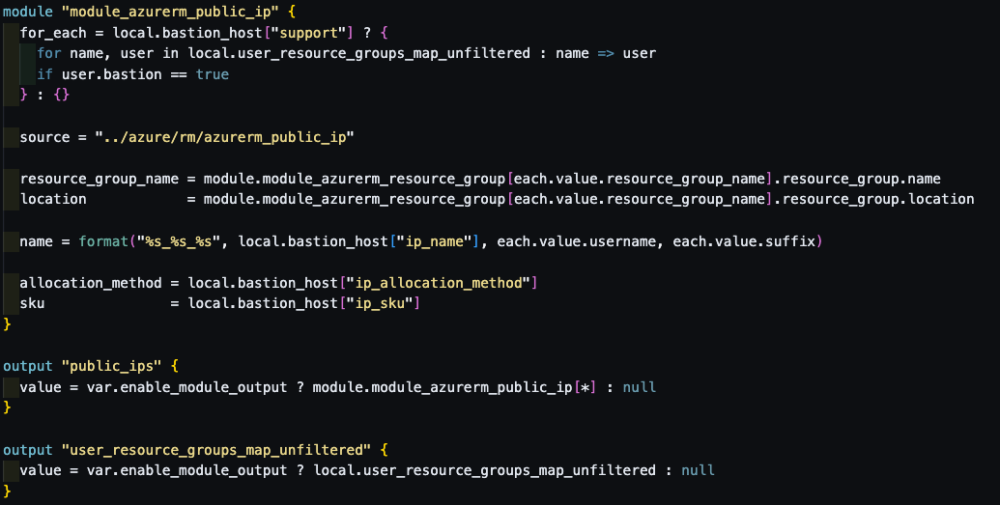 module "module_azurerm_public_ip" {
  for_each = local.bastion_host["support"] ? {
    for name, user in local.user_resource_groups_map_unfiltered : name => user
    if user.bastion == true
  } : {}

  source = "../azure/rm/azurerm_public_ip"

  resource_group_name = module.module_azurerm_resource_group[each.value.resource_group_name].resource_group.name
  location            = module.module_azurerm_resource_group[each.value.resource_group_name].resource_group.location

  name = format("%s_%s_%s", local.bastion_host["ip_name"], each.value.username, each.value.suffix)

  allocation_method = local.bastion_host["ip_allocation_method"]
  sku               = local.bastion_host["ip_sku"]
}

output "public_ips" {
  value = var.enable_module_output ? module.module_azurerm_public_ip[*] : null
}

output "user_resource_groups_map_unfiltered" {
  value = var.enable_module_output ? local.user_resource_groups_map_unfiltered : null
}